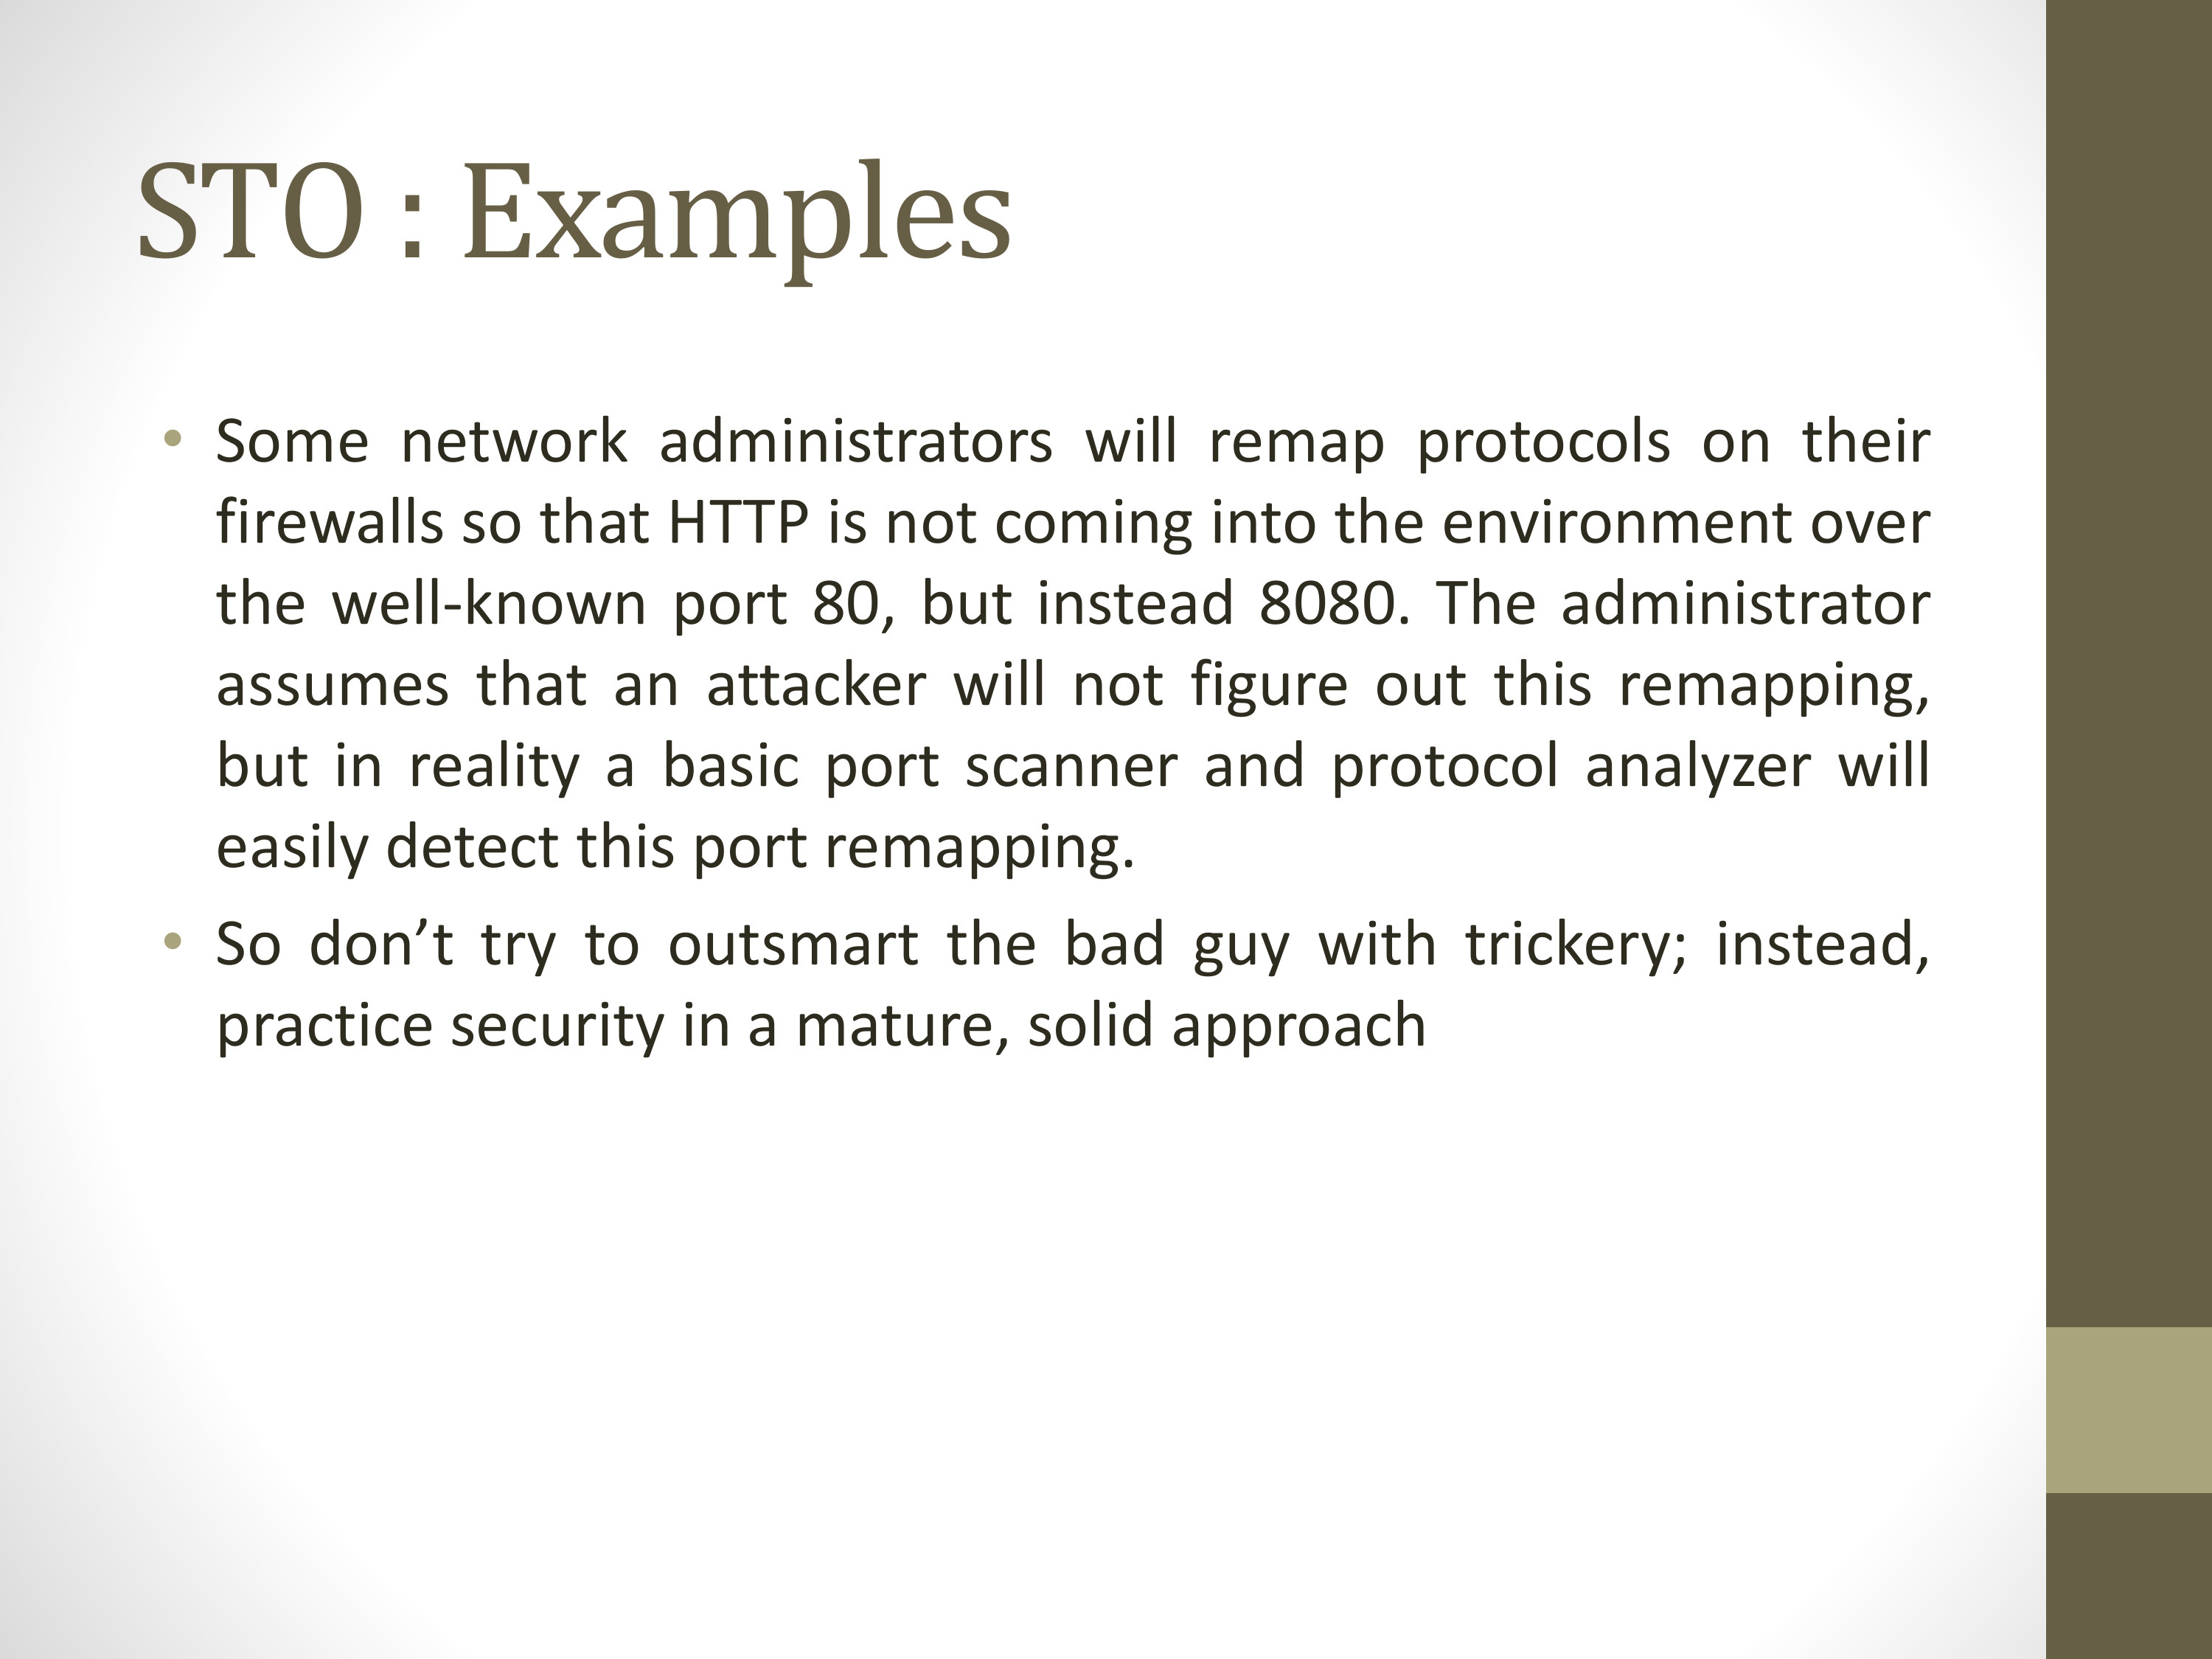 STO : Examples
• Some network administrators will remap protocols on their
firewalls so that HTTP is not coming into the environment over
the well-known port 80, but instead 8080. The administrator
assumes that an attacker will not figure out this remapping,
but in reality a basic port scanner and protocol analyzer will
easily detect this port remapping.
• So don’t try to outsmart the bad guy with trickery; instead,
practice security in a mature, solid approach